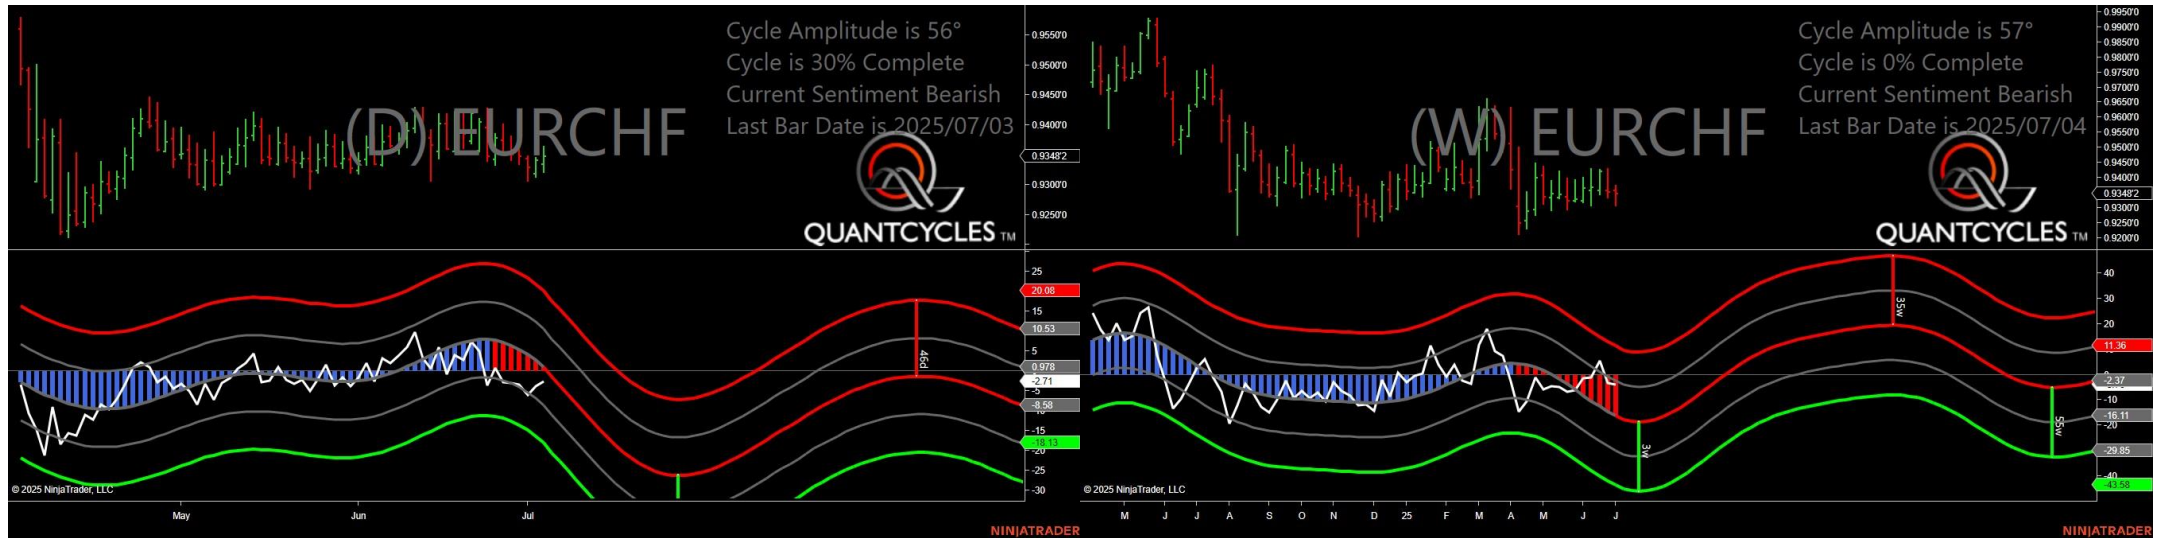 Cycle Amplitude is 56°
Cycle is 30% Complete
Current Sentiment Bearish
Last Bar Date is 2025/07/03
(D) EURCHF
QUANTCYCLES TM
0.9550'0
0.9500'0
0.9450'0
0.9400'0
0.9348'2
0.9300'0
0.9250'0
25
20.08
15
10.53
5
0.978
-2.71
-5
-8.58
-15
-18.13
-20
-25
-30
46d
© 2025 NinjaTrader, LLC
May Jun Jul
NINJATRADER
Cycle Amplitude is 57°
Cycle is 0% Complete
Current Sentiment Bearish
Last Bar Date is 2025/07/04
(W) EURCHF
QUANTCYCLES TM
0.9950'0
0.9900'0
0.9850'0
0.9800'0
0.9750'0
0.9700'0
0.9650'0
0.9600'0
0.9550'0
0.9500'0
0.9450'0
0.9400'0
0.9348'2
0.9300'0
0.9250'0
0.9200'0
40
30
20
11.36
-2.37
-10
-16.11
-20
-29.85
-40
-43.58
35w
3w
55w
© 2025 NinjaTrader, LLC
M J J A S O N D 25 F M A M J J
NINJATRADER